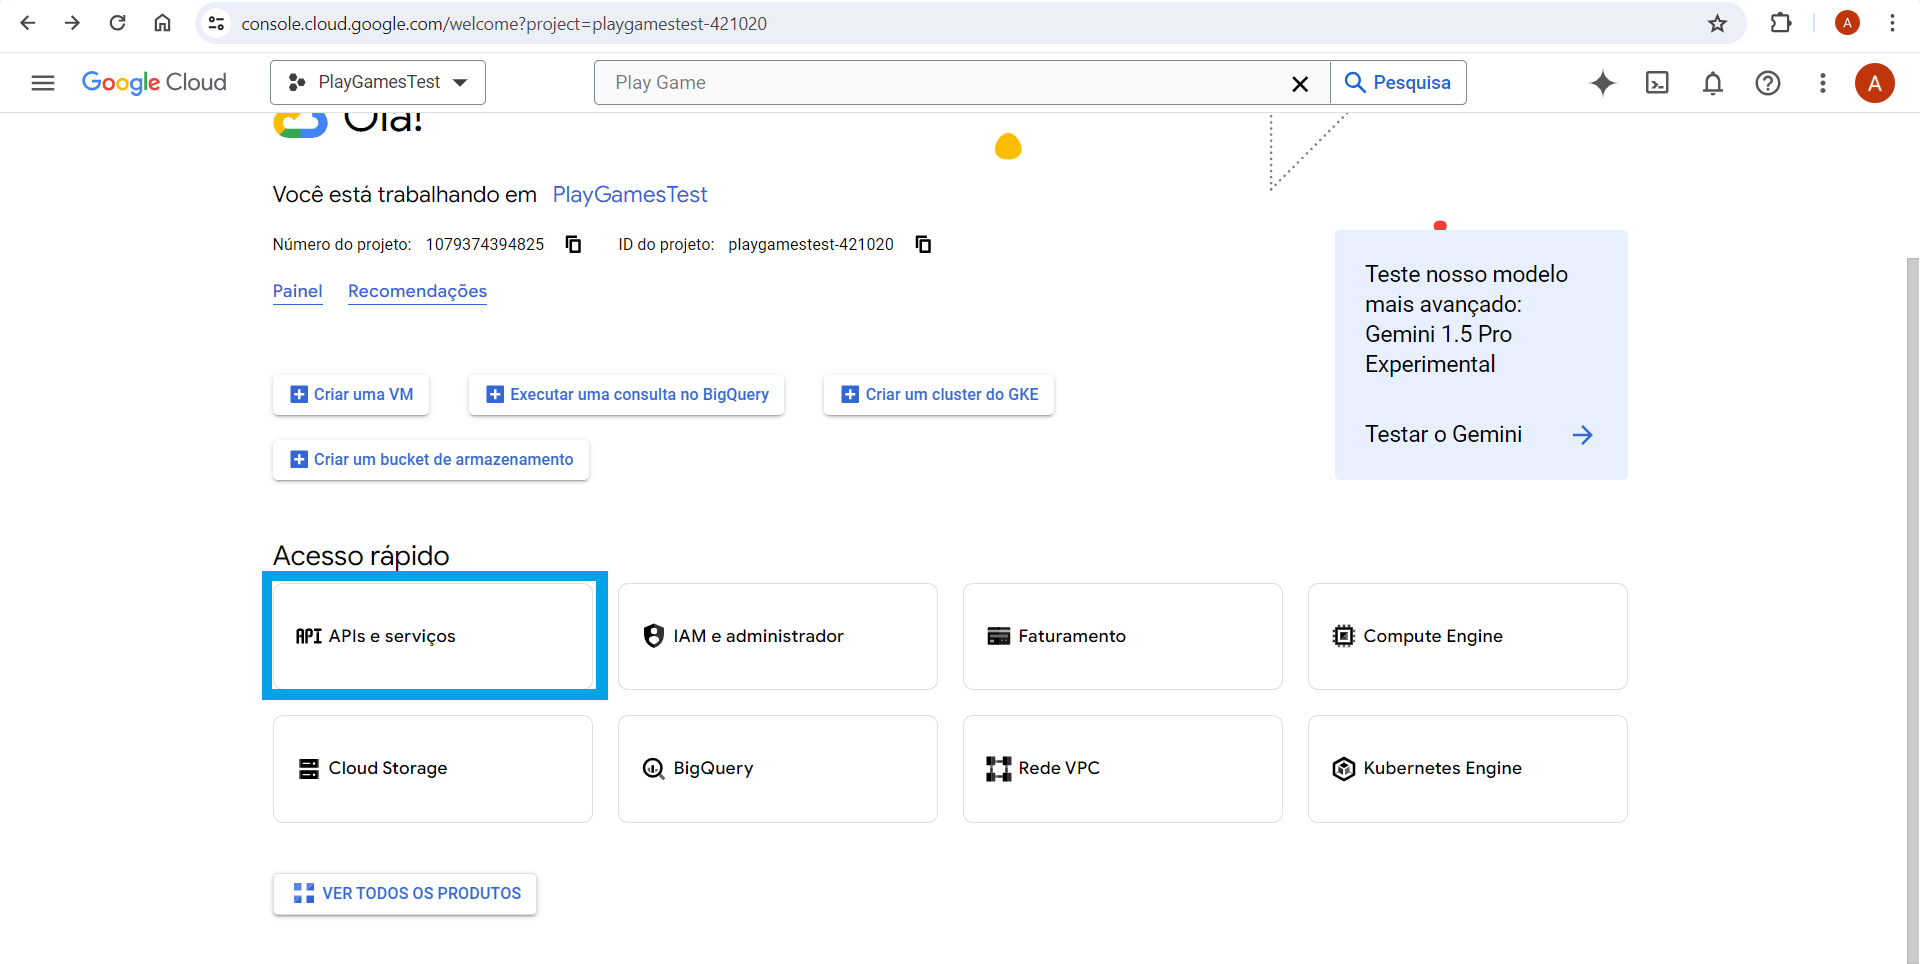 console.cloud.google.com/welcome?project=playgamestest-421020
A
Google Cloud
PlayGamesTest
Play Game
Pesquisa
A
Olá!
Você está trabalhando em PlayGamesTest
Número do projeto: 1079374394825 ID do projeto: playgamestest-421020
Painel Recomendações
Teste nosso modelo
mais avançado:
Gemini 1.5 Pro
Experimental
Testar o Gemini
Criar uma VM
Executar uma consulta no BigQuery
Criar um cluster do GKE
Criar um bucket de armazenamento
Acesso rápido
API APIs e serviços
IAM e administrador
Faturamento
Compute Engine
Cloud Storage
BigQuery
Rede VPC
Kubernetes Engine
VER TODOS OS PRODUTOS